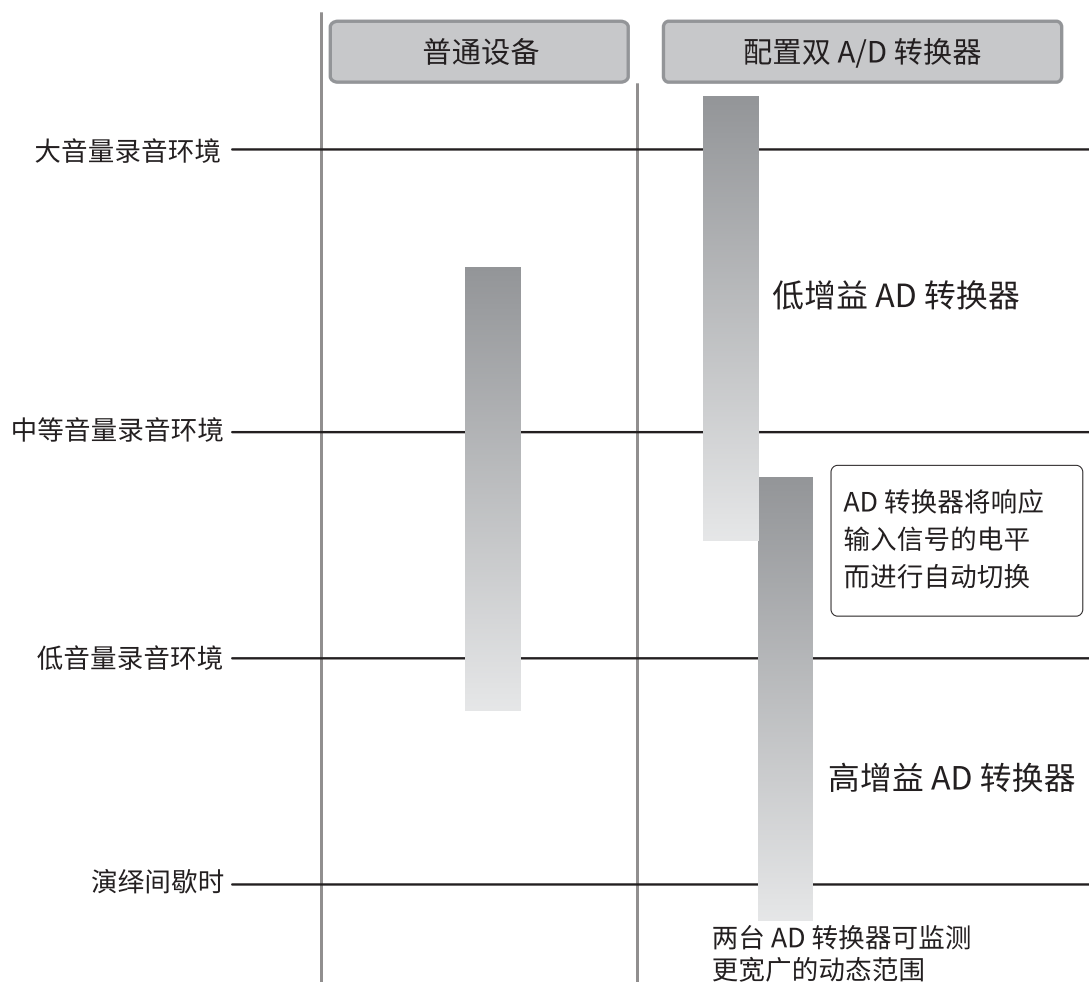 普通设备
配置双 A/D 转换器
大音量录音环境
低增益 AD 转换器
中等音量录音环境
AD 转换器将响应
输入信号的电平
而进行自动切换
低音量录音环境
高增益 AD 转换器
演绎间歇时
两台 AD 转换器可监测
更宽广的动态范围